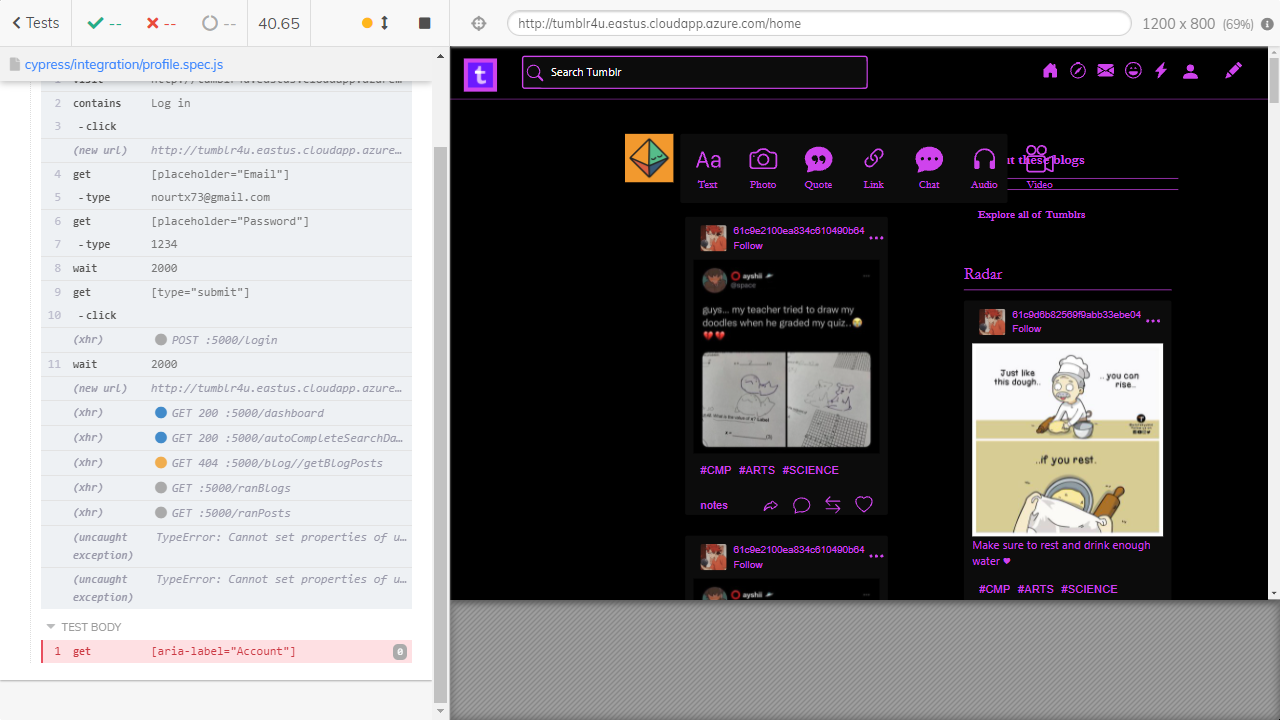 Tests
--
--
--
40.65
http://tumblr4u.eastus.cloudapp.azure.com/home
1200 x 800 (69%)
cypress/integration/profile.spec.js
2 contains Log in
3 - click
(new url) http://tumblr4u.eastus.cloudapp.azure...
4 get [placeholder="Email"]
5 - type nourtx73@gmail.com
6 get [placeholder="Password"]
7 - type 1234
8 wait 2000
9 get [type="submit"]
10 - click
(xhr) POST :5000/login
11 wait 2000
(new url) http://tumblr4u.eastus.cloudapp.azure...
(xhr) GET 200 :5000/dashboard
(xhr) GET 200 :5000/autoCompleteSearchDa...
(xhr) GET 404 :5000/blog//getBlogPosts
(xhr) GET :5000/ranBlogs
(xhr) GET :5000/ranPosts
(uncaught exception) TypeError: Cannot set properties of u...
(uncaught exception) TypeError: Cannot set properties of u...
TEST BODY
1 get [aria-label="Account"] 0
t
Search Tumblr
Aa
Text
Photo
Quote
Link
Chat
Audio
Video
these blogs
Explore all of Tumblrs
61c9e2100ea834c610490b64
Follow
ayshii
@space
guys... my teacher tried to draw my
doodles when he graded my quiz..
#CMP #ARTS #SCIENCE
notes
61c9e2100ea834c610490b64
Follow
ayshii
Radar
61c9d6b82569f9abb33ebe04
Follow
Just like
this dough..
.. you can
rise..
..if you rest.
Make sure to rest and drink enough
water ♥
#CMP #ARTS #SCIENCE